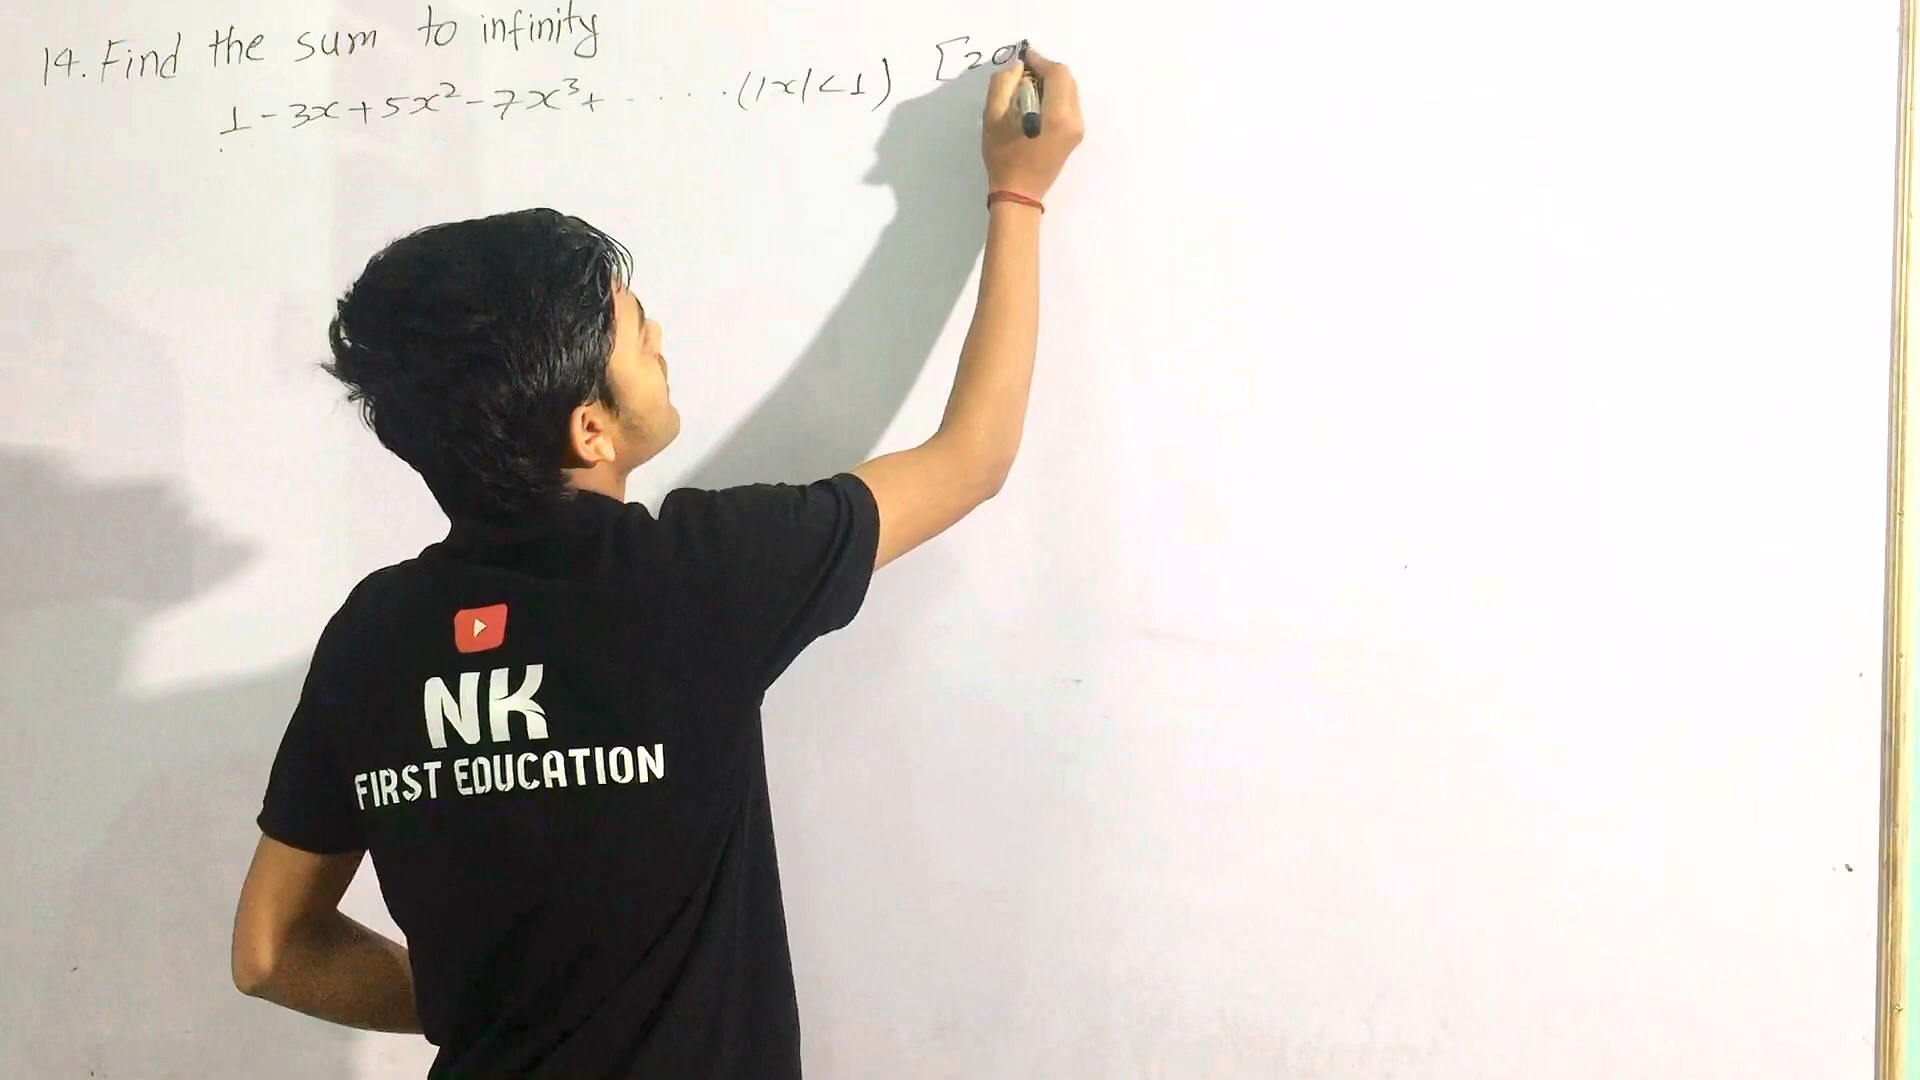 14. Find the sum to infinity
1 - 3x + 5x² - 7x³ + ....... (|x| < 1) [20
NK
FIRST EDUCATION